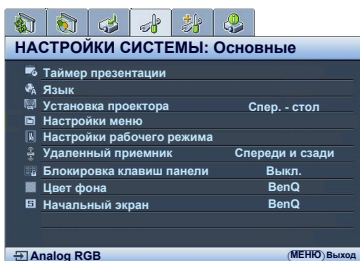 НАСТРОЙКИ СИСТЕМЫ: Основные
Таймер презентации
Язык
Установка проектора Спер. - стол
Настройки меню
Настройки рабочего режима
Удаленный приемник Спереди и сзади
Блокировка клавиш панели Выкл.
Цвет фона BenQ
Начальный экран BenQ
Analog RGB МЕНЮ Выход